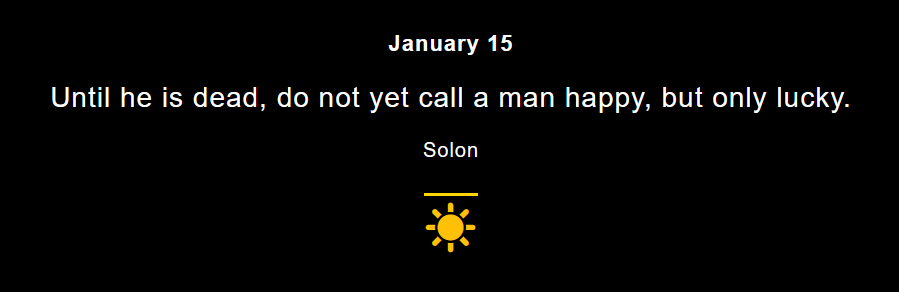 January 15
Until he is dead, do not yet call a man happy, but only lucky.
Solon